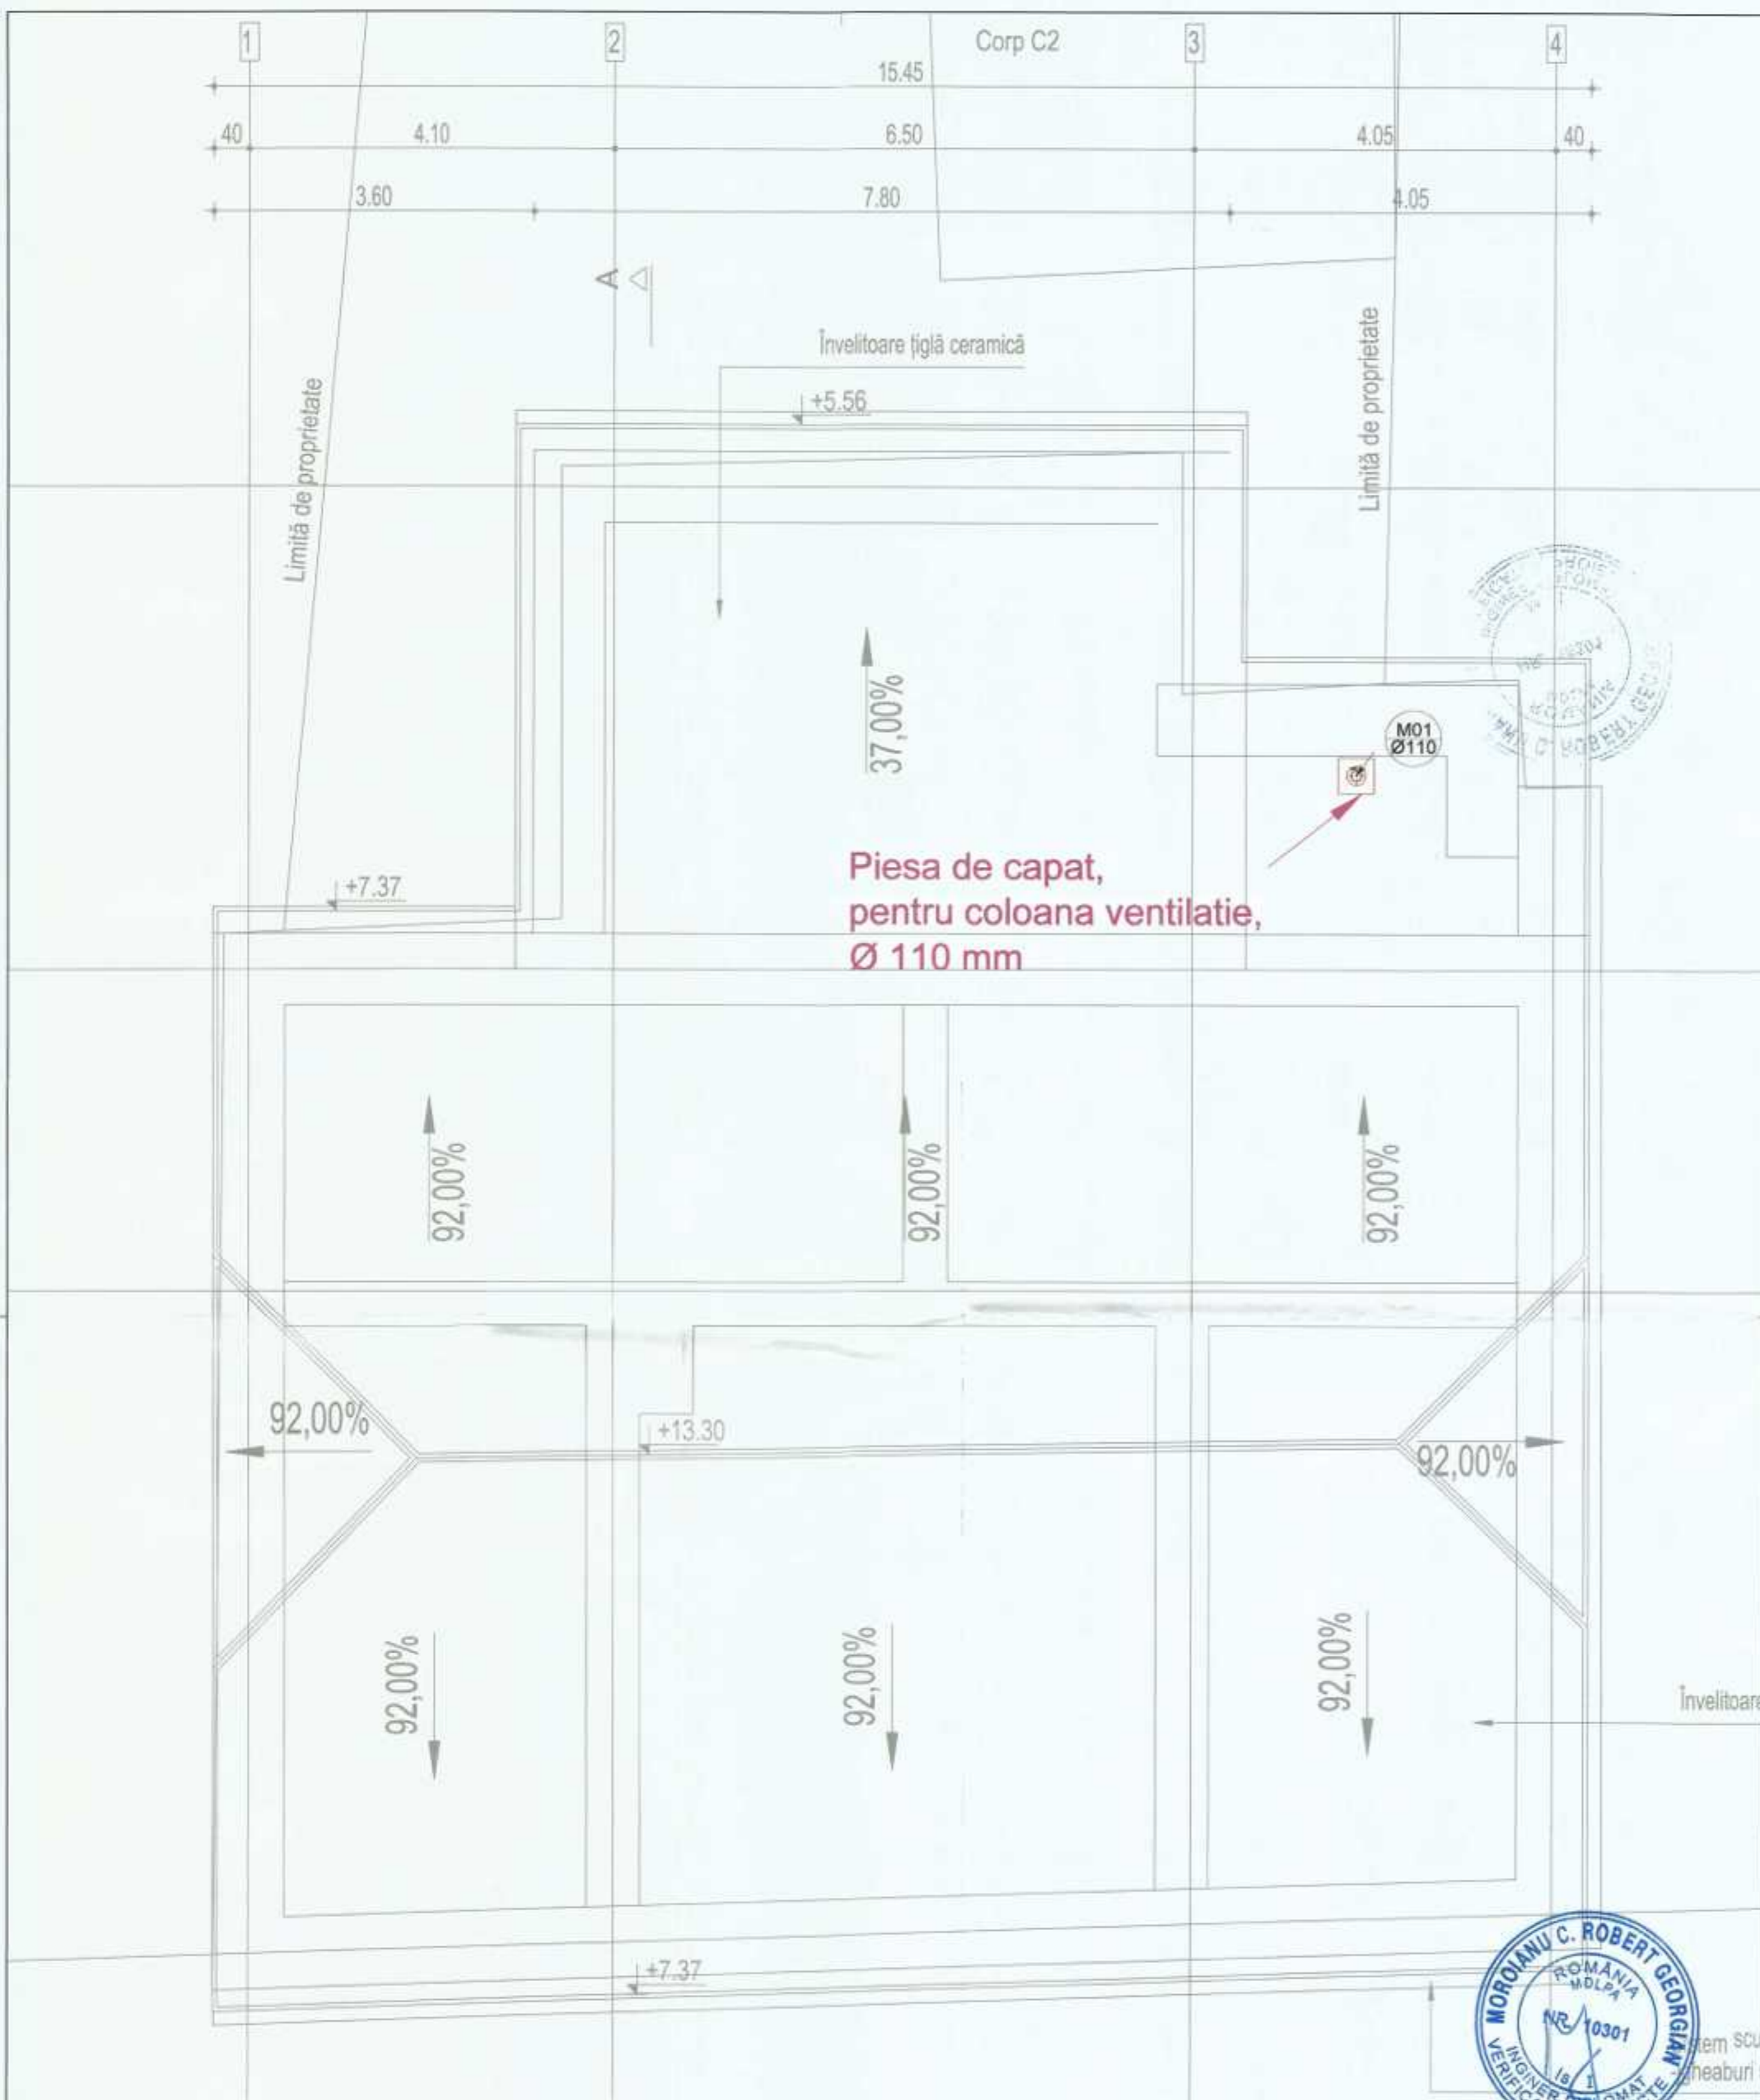 1
2
Corp C2
3
4
15.45
40
4.10
6.50
4.05
40
3.60
7.80
4.05
A
Învelitoare țiglă ceramică
+5.56
Limită de proprietate
Limită de proprietate
37,00%
M01
Ø110
Piesa de capat,
pentru coloana ventilatie,
Ø 110 mm
+7.37
92,00%
92,00%
92,00%
92,00%
+13.30
92,00%
92,00%
92,00%
92,00%
Învelitoare
+7.37
MOROIANU C. ROBERT GEORGIAN
ROMÂNIA
MDLPA
NR. 10301
INGINER DIPLOMAT